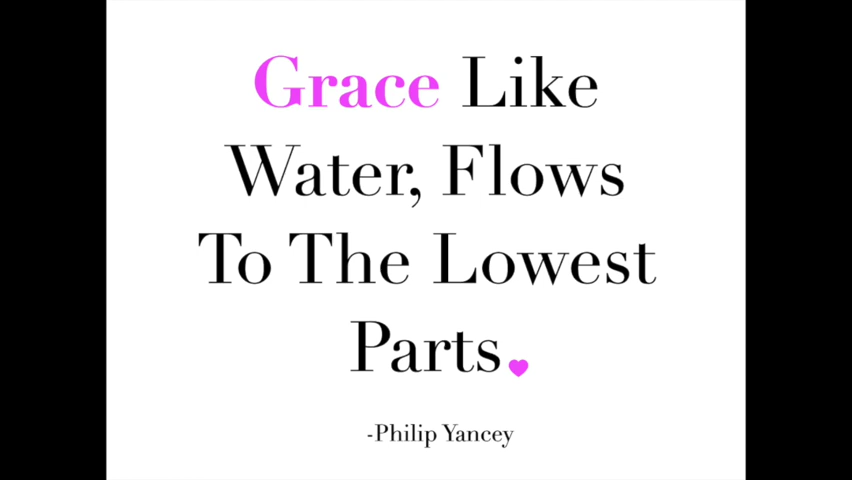 Grace Like
Water, Flows
To The Lowest
Parts
-Philip Yancey